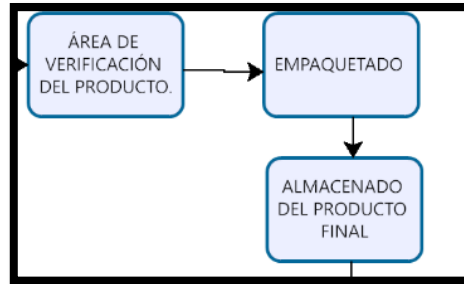 ÁREA DE
VERIFICACIÓN
DEL PRODUCTO.
EMPAQUETADO
ALMACENADO
DEL PRODUCTO
FINAL